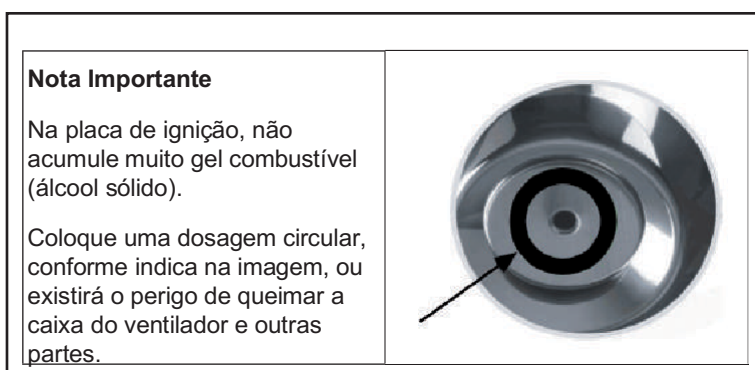 Nota Importante
Na placa de ignição, não
acumule muito gel combustível
(álcool sólido).
Coloque uma dosagem circular,
conforme indica na imagem, ou
existirá o perigo de queimar a
caixa do ventilador e outras
partes.